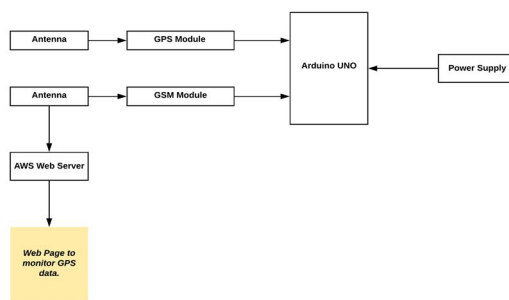 Antenna
GPS Module
Arduino UNO
Power Supply
Antenna
GSM Module
AWS Web Server
Web Page to
monitor GPS
data.